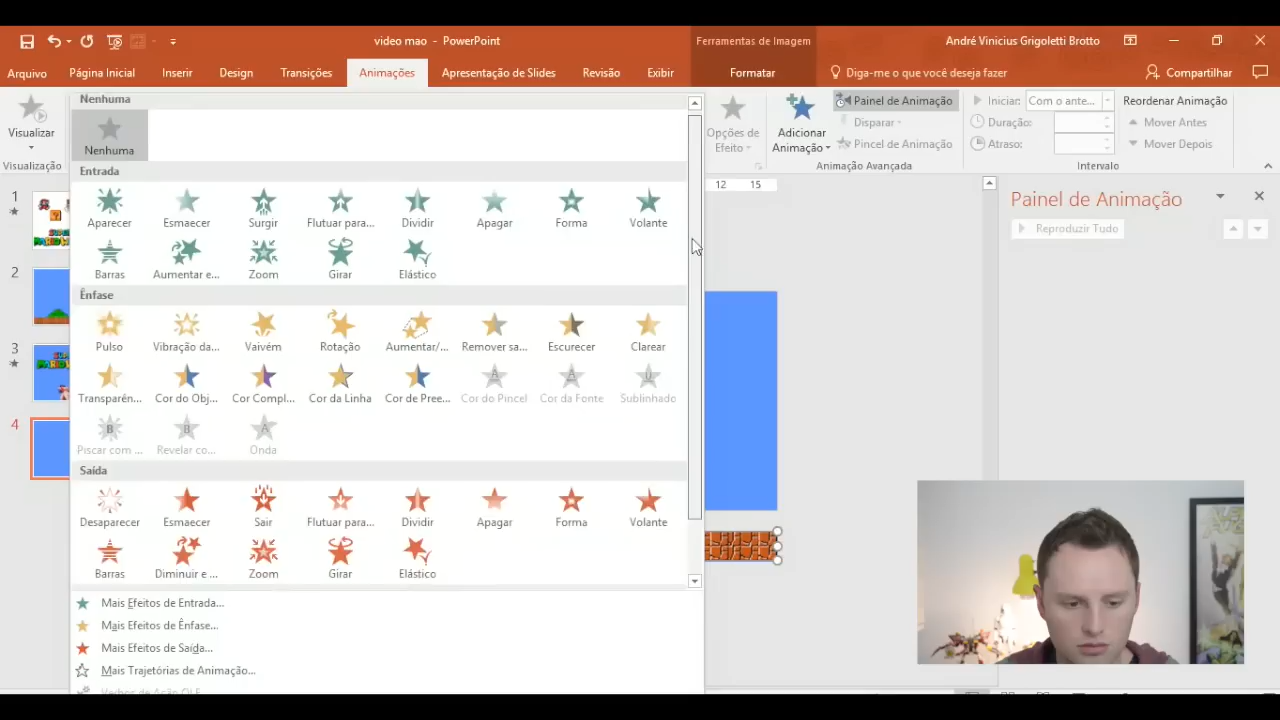 video mao - PowerPoint
Ferramentas de Imagem
André Vinicius Grigoletti Brotto
Arquivo
Página Inicial
Inserir
Design
Transições
Animações
Apresentação de Slides
Revisão
Exibir
Formatar
Diga-me o que você deseja fazer
Compartilhar
Visualizar
Visualização
Nenhuma
Nenhuma
Entrada
Aparecer
Esmaecer
Surgir
Flutuar para...
Dividir
Apagar
Forma
Volante
Barras
Aumentar e...
Zoom
Girar
Elástico
Ênfase
Pulso
Vibração da...
Vaivém
Rotação
Aumentar/...
Remover sa...
Escurecer
Clarear
Transparên...
Cor do Obj...
Cor Compl...
Cor da Linha
Cor de Pree...
Cor do Pincel
Cor da Fonte
Sublinhado
Piscar com ...
Revelar co...
Onda
Saída
Desaparecer
Esmaecer
Sair
Flutuar para...
Dividir
Apagar
Forma
Volante
Barras
Diminuir e ...
Zoom
Girar
Elástico
Mais Efeitos de Entrada...
Mais Efeitos de Ênfase...
Mais Efeitos de Saída...
Mais Trajetórias de Animação...
Verbos de Ação OLE
Opções de
Efeito
Adicionar
Animação
Painel de Animação
Disparar
Pincel de Animação
Animação Avançada
Iniciar:
Com o ante...
Duração:
Atraso:
Reordenar Animação
Mover Antes
Mover Depois
Intervalo
1
2
3
4
12
15
Painel de Animação
Reproduzir Tudo